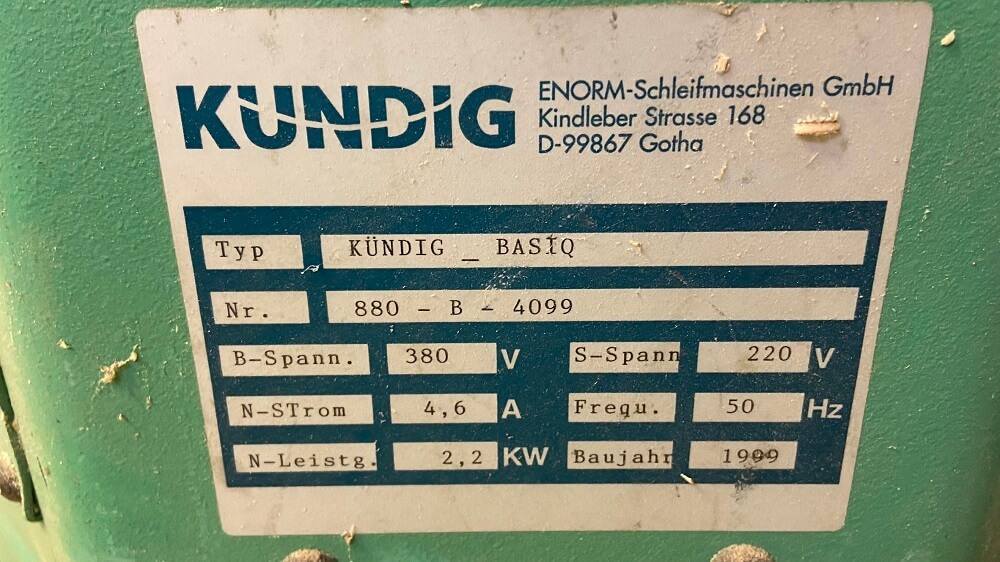 KUNDIG
ENORM-Schleifmaschinen GmbH
Kindleber Strasse 168
D-99867 Gotha
Typ KÜNDIG _ BASIQ
Nr. 880 - B - 4099
B-Spann. 380 V S-Spann 220 V
N-STrom 4,6 A Frequ. 50 Hz
N-Leistg. 2,2 KW Baujahr 1999